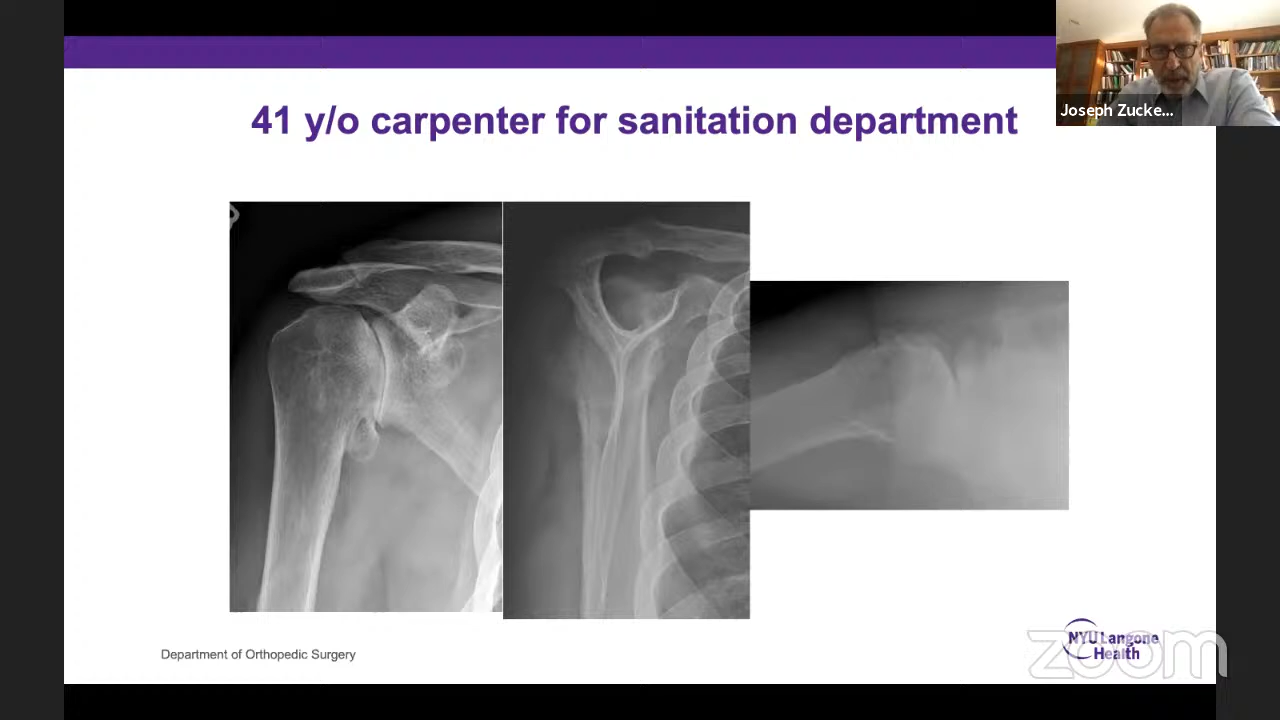 41 y/o carpenter for sanitation department
Joseph Zucke...
Department of Orthopedic Surgery
NYU Langone
Health
zoom